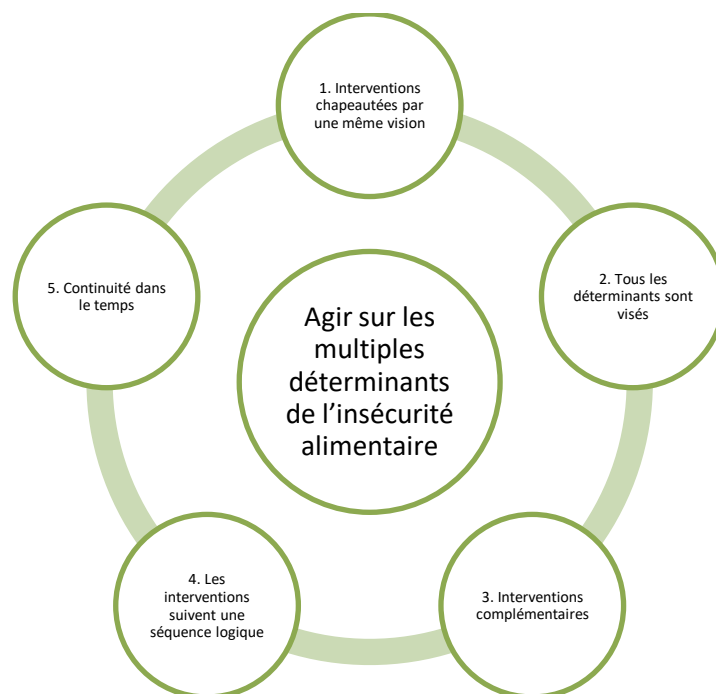 1. Interventions
chapeautées par
une même vision
2. Tous les
déterminants sont
visés
3. Interventions
complémentaires
4. Les
interventions
suivent une
séquence logique
5. Continuité dans
le temps
Agir sur les
multiples
déterminants
de l’insécurité
alimentaire